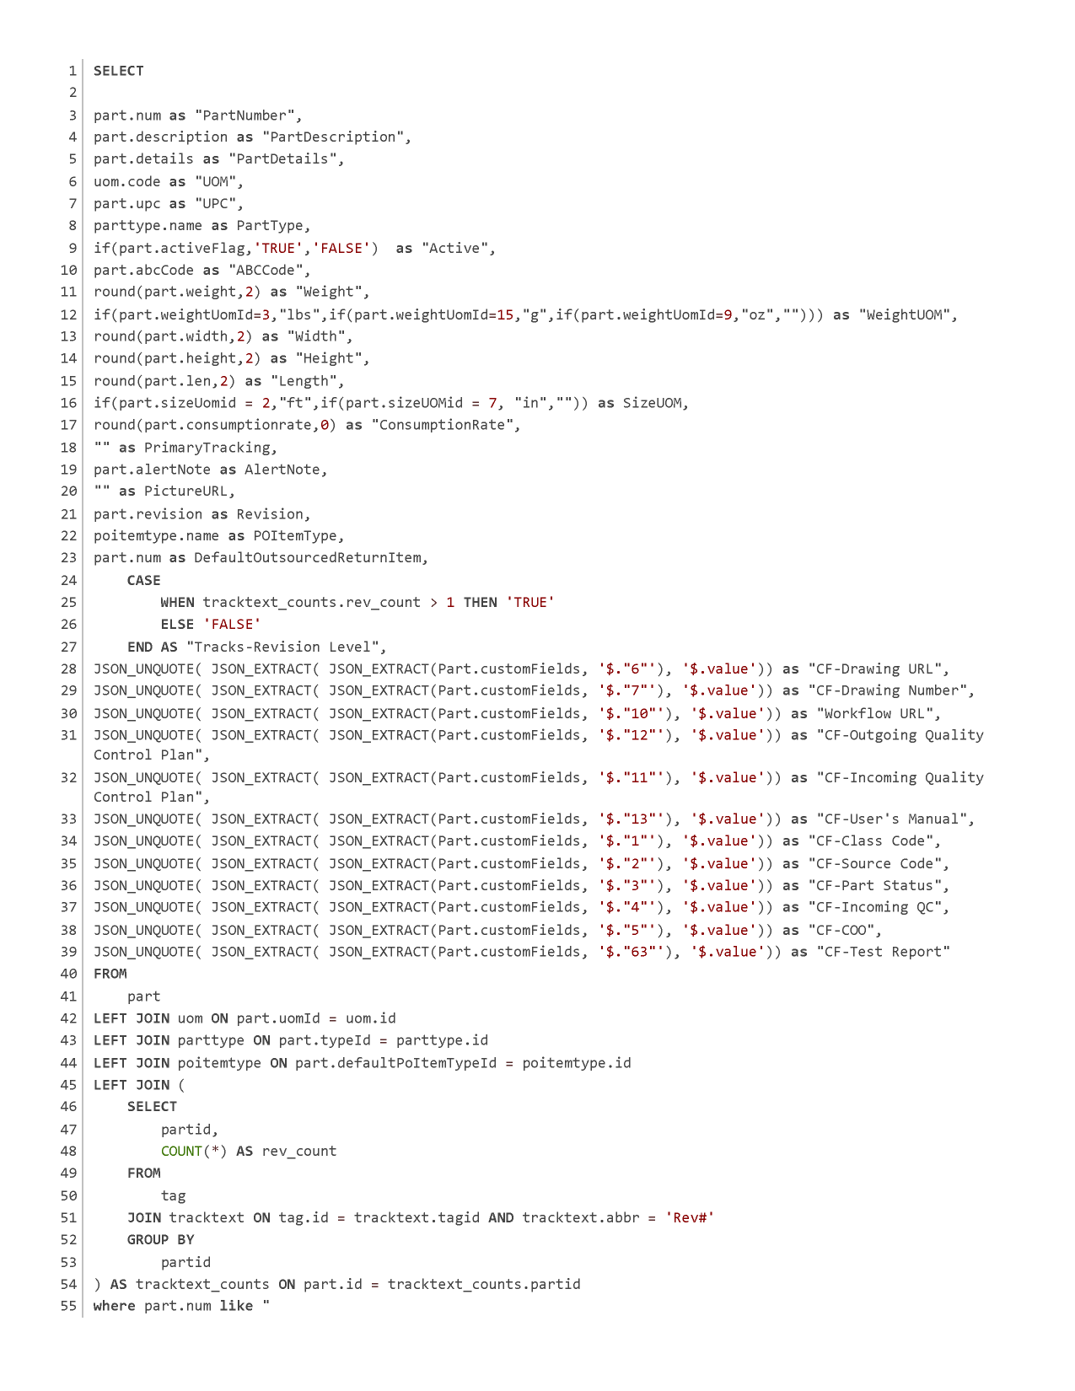 1 SELECT
2
3 part.num as "PartNumber",
4 part.description as "PartDescription",
5 part.details as "PartDetails",
6 uom.code as "UOM",
7 part.upc as "UPC",
8 parttype.name as PartType,
9 if(part.activeFlag,'TRUE','FALSE')  as "Active",
10 part.abcCode as "ABCCode",
11 round(part.weight,2) as "Weight",
12 if(part.weightUomId=3,"lbs",if(part.weightUomId=15,"g",if(part.weightUomId=9,"oz",""))) as "WeightUOM",
13 round(part.width,2) as "Width",
14 round(part.height,2) as "Height",
15 round(part.len,2) as "Length",
16 if(part.sizeUomid = 2,"ft",if(part.sizeUOMid = 7, "in","")) as SizeUOM,
17 round(part.consumptionrate,0) as "ConsumptionRate",
18 "" as PrimaryTracking,
19 part.alertNote as AlertNote,
20 "" as PictureURL,
21 part.revision as Revision,
22 poitemtype.name as POItemType,
23 part.num as DefaultOutsourcedReturnItem,
24     CASE
25         WHEN tracktext_counts.rev_count > 1 THEN 'TRUE'
26         ELSE 'FALSE'
27     END AS "Tracks-Revision Level",
28 JSON_UNQUOTE( JSON_EXTRACT( JSON_EXTRACT(Part.customFields, '$."6"'), '$.value')) as "CF-Drawing URL",
29 JSON_UNQUOTE( JSON_EXTRACT( JSON_EXTRACT(Part.customFields, '$."7"'), '$.value')) as "CF-Drawing Number",
30 JSON_UNQUOTE( JSON_EXTRACT( JSON_EXTRACT(Part.customFields, '$."10"'), '$.value')) as "Workflow URL",
31 JSON_UNQUOTE( JSON_EXTRACT( JSON_EXTRACT(Part.customFields, '$."12"'), '$.value')) as "CF-Outgoing Quality
Control Plan",
32 JSON_UNQUOTE( JSON_EXTRACT( JSON_EXTRACT(Part.customFields, '$."11"'), '$.value')) as "CF-Incoming Quality
Control Plan",
33 JSON_UNQUOTE( JSON_EXTRACT( JSON_EXTRACT(Part.customFields, '$."13"'), '$.value')) as "CF-User's Manual",
34 JSON_UNQUOTE( JSON_EXTRACT( JSON_EXTRACT(Part.customFields, '$."1"'), '$.value')) as "CF-Class Code",
35 JSON_UNQUOTE( JSON_EXTRACT( JSON_EXTRACT(Part.customFields, '$."2"'), '$.value')) as "CF-Source Code",
36 JSON_UNQUOTE( JSON_EXTRACT( JSON_EXTRACT(Part.customFields, '$."3"'), '$.value')) as "CF-Part Status",
37 JSON_UNQUOTE( JSON_EXTRACT( JSON_EXTRACT(Part.customFields, '$."4"'), '$.value')) as "CF-Incoming QC",
38 JSON_UNQUOTE( JSON_EXTRACT( JSON_EXTRACT(Part.customFields, '$."5"'), '$.value')) as "CF-COO",
39 JSON_UNQUOTE( JSON_EXTRACT( JSON_EXTRACT(Part.customFields, '$."63"'), '$.value')) as "CF-Test Report"
40 FROM
41     part
42 LEFT JOIN uom ON part.uomId = uom.id
43 LEFT JOIN parttype ON part.typeId = parttype.id
44 LEFT JOIN poitemtype ON part.defaultPoItemTypeId = poitemtype.id
45 LEFT JOIN (
46     SELECT
47         partid,
48         COUNT(*) AS rev_count
49     FROM
50         tag
51     JOIN tracktext ON tag.id = tracktext.tagid AND tracktext.abbr = 'Rev#'
52     GROUP BY
53         partid
54 ) AS tracktext_counts ON part.id = tracktext_counts.partid
55 where part.num like "